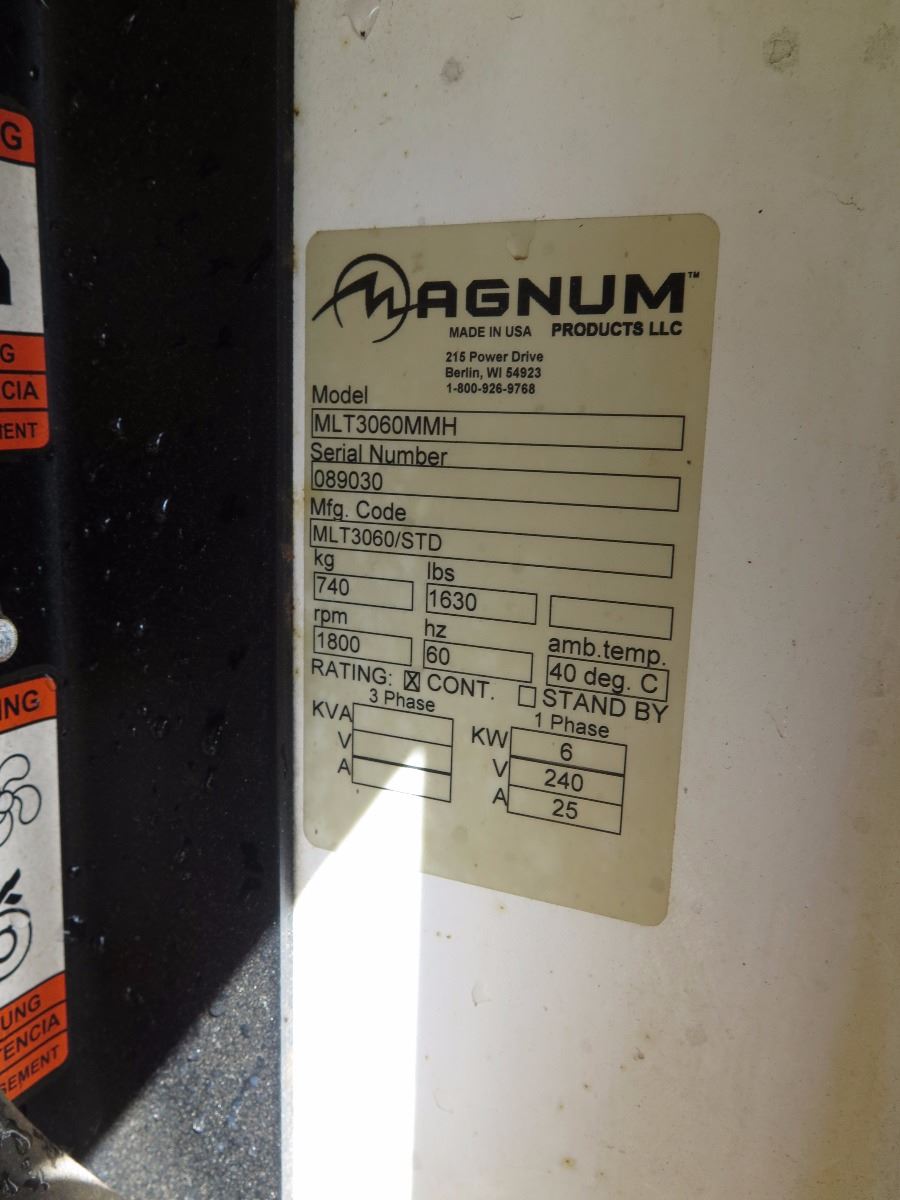 G
G
CIA
MENT
MAGNUM™
MADE IN USA PRODUCTS LLC
215 Power Drive
Berlin, WI 54923
1-800-926-9768
Model
MLT3060MMH
Serial Number
089030
Mfg. Code
MLT3060/STD
kg lbs
740 1630
rpm hz amb.temp.
1800 60 40 deg. C
RATING: X CONT. STAND BY
3 Phase 1 Phase
KVA KW 6
V V 240
A A 25
NING
UNG
TENCIA
SEMENT